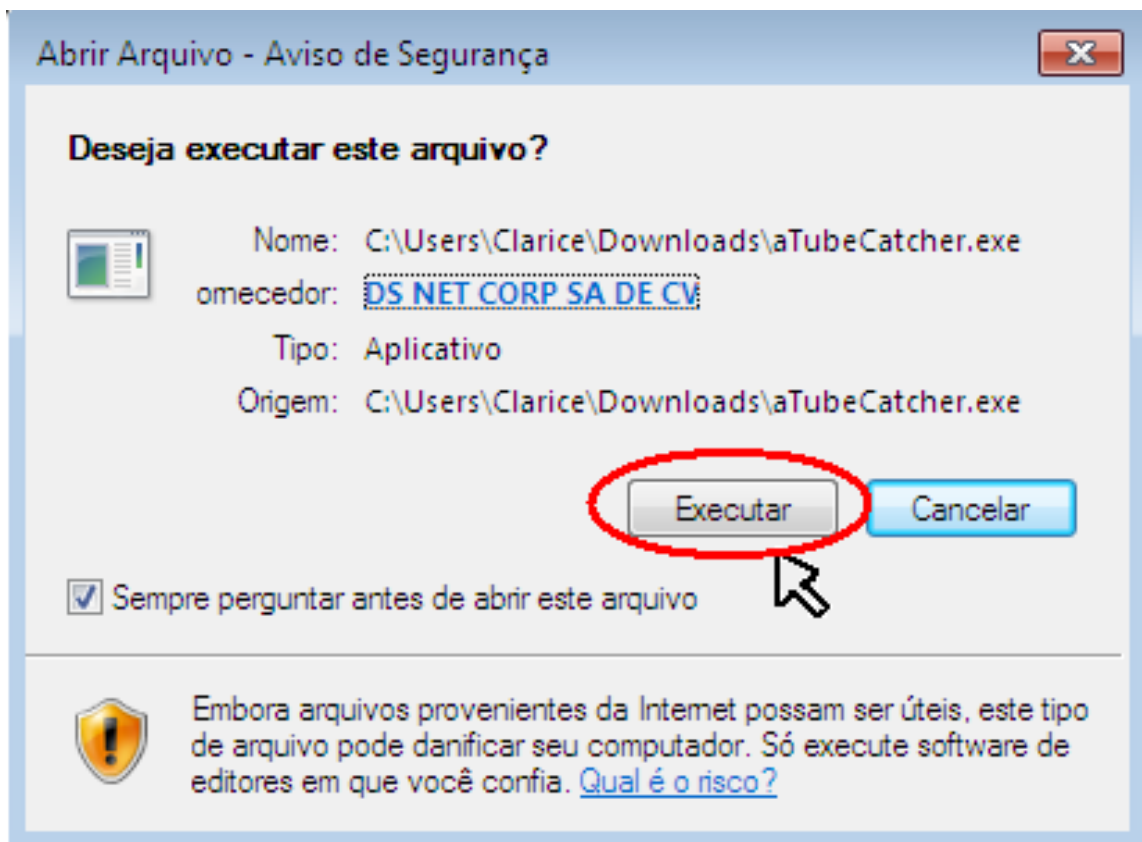 Abrir Arquivo - Aviso de Segurança
Deseja executar este arquivo?
Nome: C:\Users\Clarice\Downloads\aTubeCatcher.exe
ornecedor: DS NET CORP SA DE CV
Tipo: Aplicativo
Origem: C:\Users\Clarice\Downloads\aTubeCatcher.exe
Executar Cancelar
Sempre perguntar antes de abrir este arquivo
Embora arquivos provenientes da Internet possam ser úteis, este tipo
de arquivo pode danificar seu computador. Só execute software de
editores em que você confia. Qual é o risco?